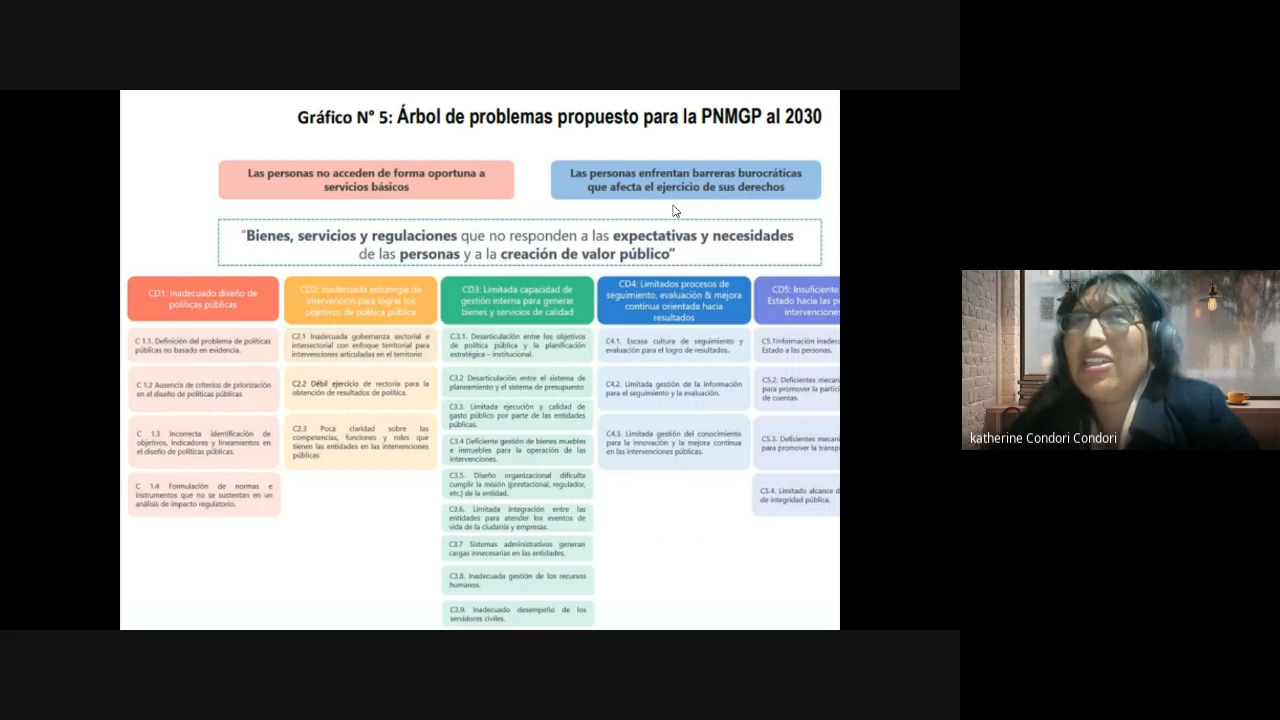 Gráfico N° 5: Árbol de problemas propuesto para la PNMGP al 2030
Las personas no acceden de forma oportuna a
servicios básicos
Las personas enfrentan barreras burocráticas
que afecta el ejercicio de sus derechos
"Bienes, servicios y regulaciones que no responden a las expectativas y necesidades
de las personas y a la creación de valor público"
CD1: Inadecuado diseño de
políticas públicas
C 1.1. Definición del problema de políticas
públicas no basado en evidencia.
C 1.2 Ausencia de criterios de priorización
en el diseño de políticas públicas
C 1.3 Incorrecta identificación de
objetivos, indicadores y lineamientos en
el diseño de políticas públicas.
C 1.4 Formulación de normas e
instrumentos que no se sustentan en un
análisis de impacto regulatorio.
CD2: Inadecuada estrategia de
intervención para lograr los
objetivos de política pública
C2.1 Inadecuada gobernanza sectorial e
intersectorial con enfoque territorial para
intervenciones articuladas en el territorio
C2.2 Débil ejercicio de rectoría para la
obtención de resultados de política.
C2.3 Poca claridad sobre las
competencias, funciones y roles que
tienen las entidades en las intervenciones
públicas
CD3: Limitada capacidad de
gestión interna para generar
bienes y servicios de calidad
C.3.1. Desarticulación entre los objetivos
de política pública y la planificación
estratégica – institucional.
C3.2 Desarticulación entre el sistema de
planeamiento y el sistema de presupuesto
C3.3. Limitada ejecución y calidad de
gasto público por parte de las entidades
públicas.
C3.4 Deficiente gestión de bienes muebles
e inmuebles para la operación de las
intervenciones.
C3.5. Diseño organizacional dificulta
cumplir la misión (prestacional, regulador,
etc.) de la entidad.
C3.6. Limitada integración entre las
entidades para atender los eventos de
vida de la ciudanía y empresas.
C3.7 Sistemas administrativos generan
cargas innecesarias en las entidades.
C3.8. Inadecuada gestión de los recursos
humanos.
C3.9. Inadecuado desempeño de los
servidores civiles.
CD4: Limitados procesos de
seguimiento, evaluación & mejora
continua orientada hacia
resultados
C4.1. Escasa cultura de seguimiento y
evaluación para el logro de resultados.
C4.2. Limitada gestión de la información
para el seguimiento y la evaluación.
C4.3. Limitada gestión del conocimiento
para la innovación y la mejora continua
en las intervenciones públicas.
CD5: Insuficiente
Estado hacia las p
intervencione
C5.1Información inadec
Estado a las personas.
C5.2. Deficientes mecan
para promover la partici
de cuentas.
C5.3. Deficientes mecani
para promover la transp
C5.4. Limitado alcance d
de integridad pública.
katherine Condori Condori